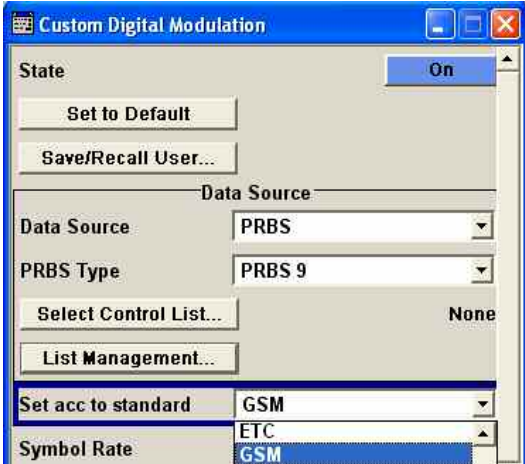 Custom Digital Modulation
State On
Set to Default
Save/Recall User...
Data Source
Data Source PRBS
PRBS Type PRBS 9
Select Control List... None
List Management...
Set acc to standard GSM
ETC
Symbol Rate GSM